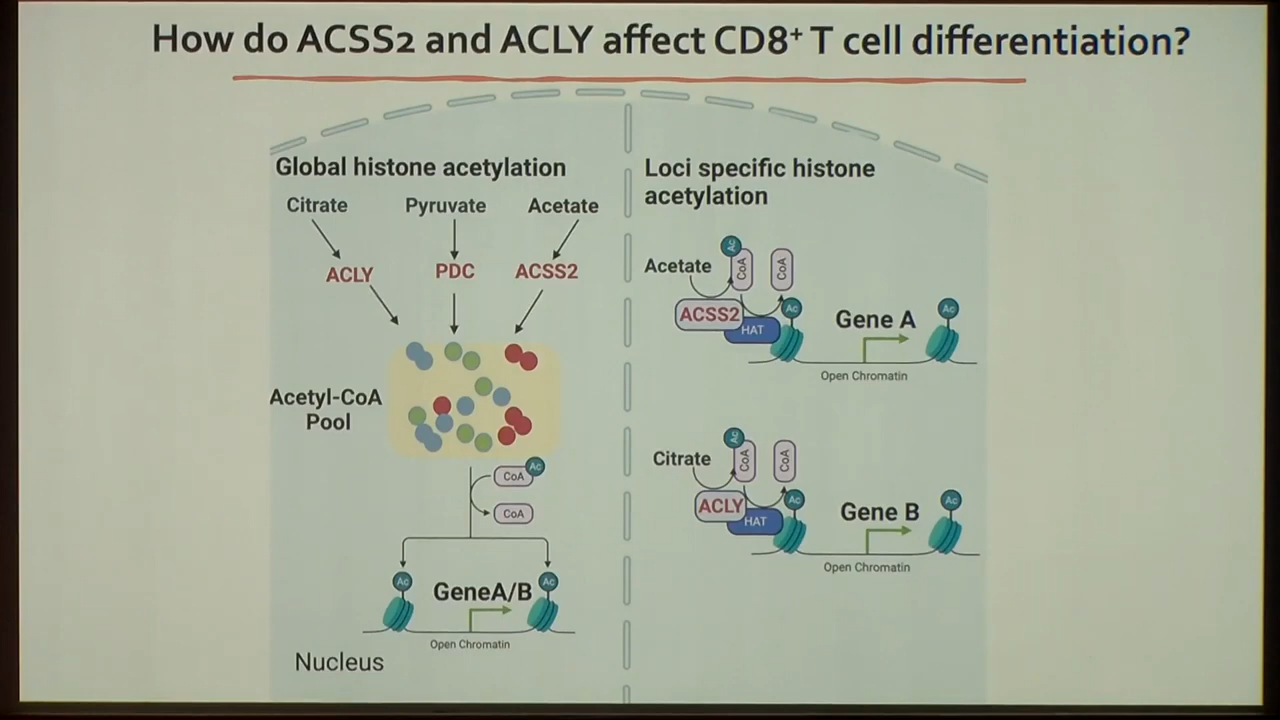 How do ACSS2 and ACLY affect CD8⁺ T cell differentiation?
Global histone acetylation
Citrate
Pyruvate
Acetate
ACLY
PDC
ACSS2
Acetyl-CoA
Pool
Ac
CoA
CoA
Ac
GeneA/B
Ac
Open Chromatin
Nucleus
Loci specific histone
acetylation
Acetate
Ac
CoA
CoA
ACSS2
HAT
Ac
Gene A
Ac
Open Chromatin
Citrate
Ac
CoA
CoA
ACLY
HAT
Ac
Gene B
Ac
Open Chromatin